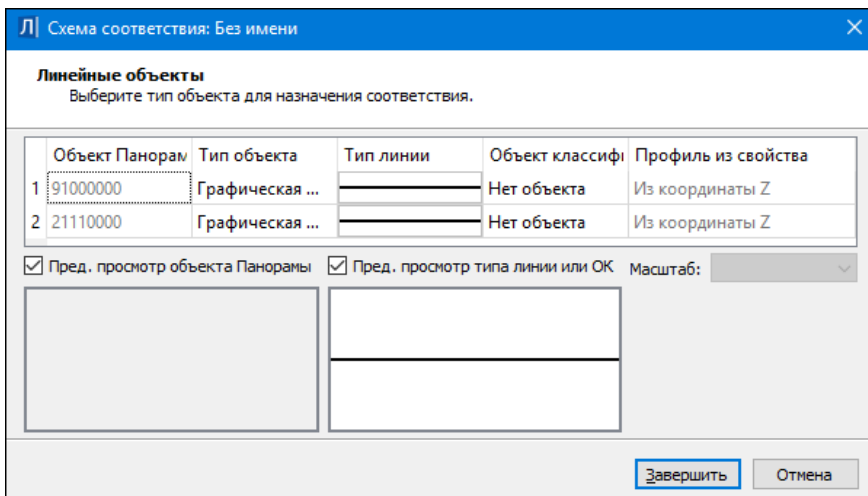 Л| Схема соответствия: Без имени
Линейные объекты
Выберите тип объекта для назначения соответствия.
Объект Панорам Тип объекта Тип линии Объект классифи Профиль из свойства
1 91000000 Графическая ... Нет объекта Из координаты Z
2 21110000 Графическая ... Нет объекта Из координаты Z
Пред. просмотр объекта Панорамы Пред. просмотр типа линии или ОК Масштаб:
Завершить Отмена